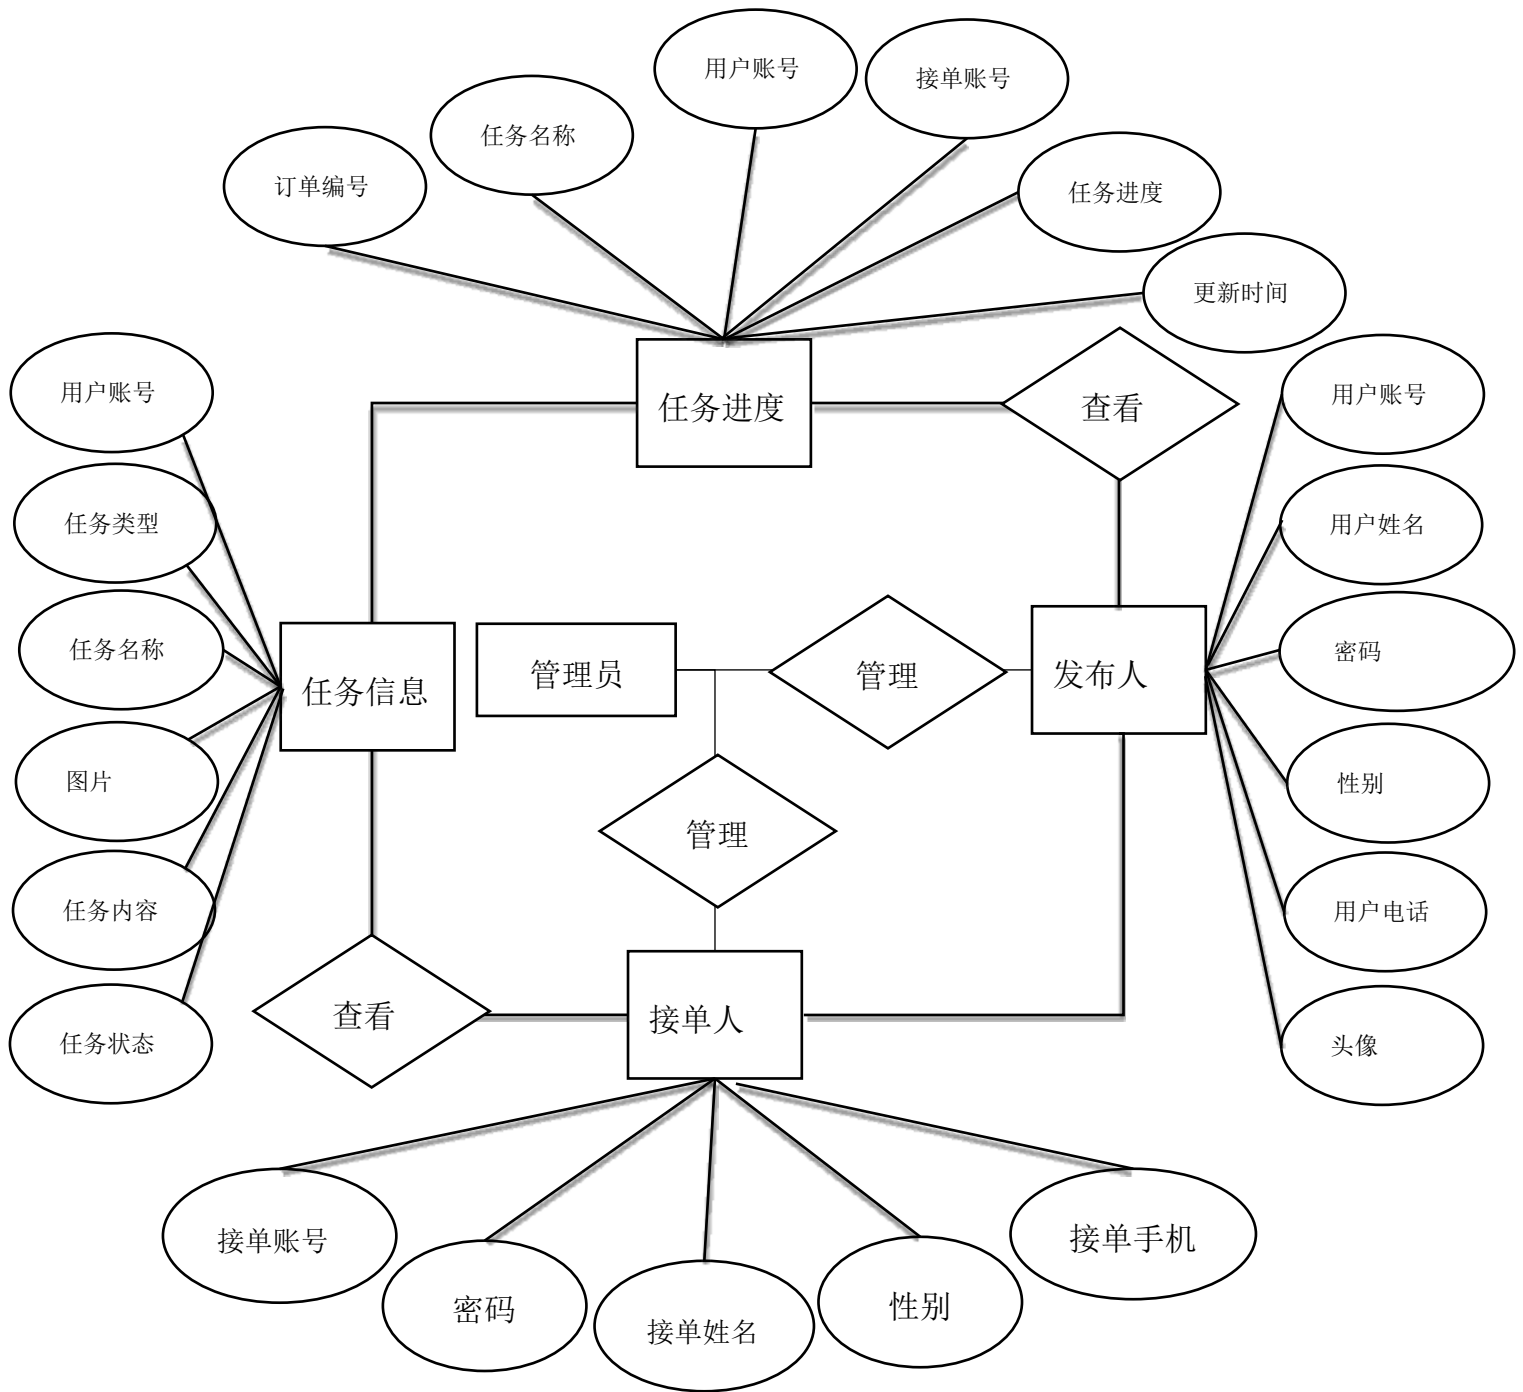 用户账号
接单账号
任务名称
任务进度
订单编号
更新时间
用户账号
任务进度
查看
用户账号
任务类型
用户姓名
任务名称
密码
任务信息
管理员
管理
发布人
图片
性别
管理
任务内容
用户电话
查看
接单人
任务状态
头像
接单账号
接单手机
密码
接单姓名
性别